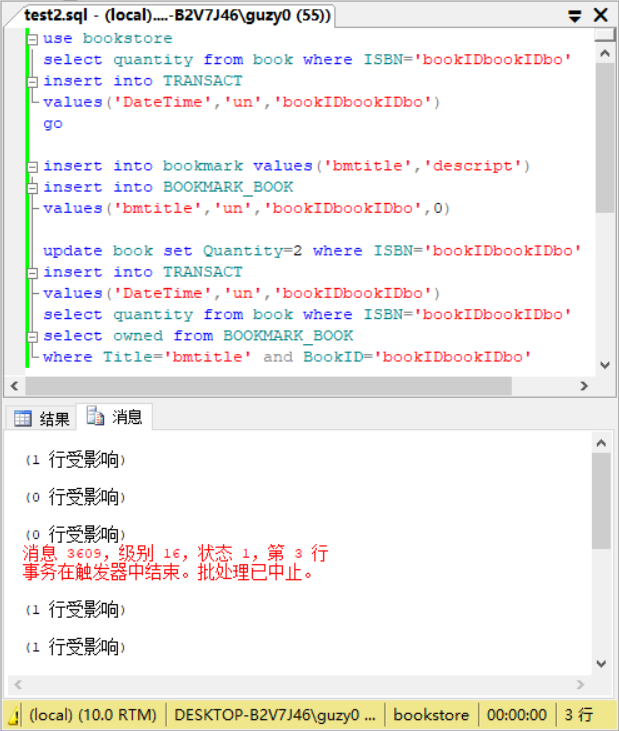 test2.sql - (local)....-B2V7J46\guzy0 (55))
use bookstore
select quantity from book where ISBN='bookIDbookIDbo'
insert into TRANSACT
values('DateTime','un','bookIDbookIDbo')
go
insert into bookmark values('bmtitle','descript')
insert into BOOKMARK_BOOK
values('bmtitle','un','bookIDbookIDbo',0)
update book set Quantity=2 where ISBN='bookIDbookIDbo'
insert into TRANSACT
values('DateTime','un','bookIDbookIDbo')
select quantity from book where ISBN='bookIDbookIDbo'
select owned from BOOKMARK_BOOK
where Title='bmtitle' and BookID='bookIDbookIDbo'
结果 消息
(1 行受影响)
(0 行受影响)
(0 行受影响)
消息 3609，级别 16，状态 1，第 3 行
事务在触发器中结束。批处理已中止。
(1 行受影响)
(1 行受影响)
(local) (10.0 RTM) DESKTOP-B2V7J46\guzy0 ... bookstore 00:00:00 3 行